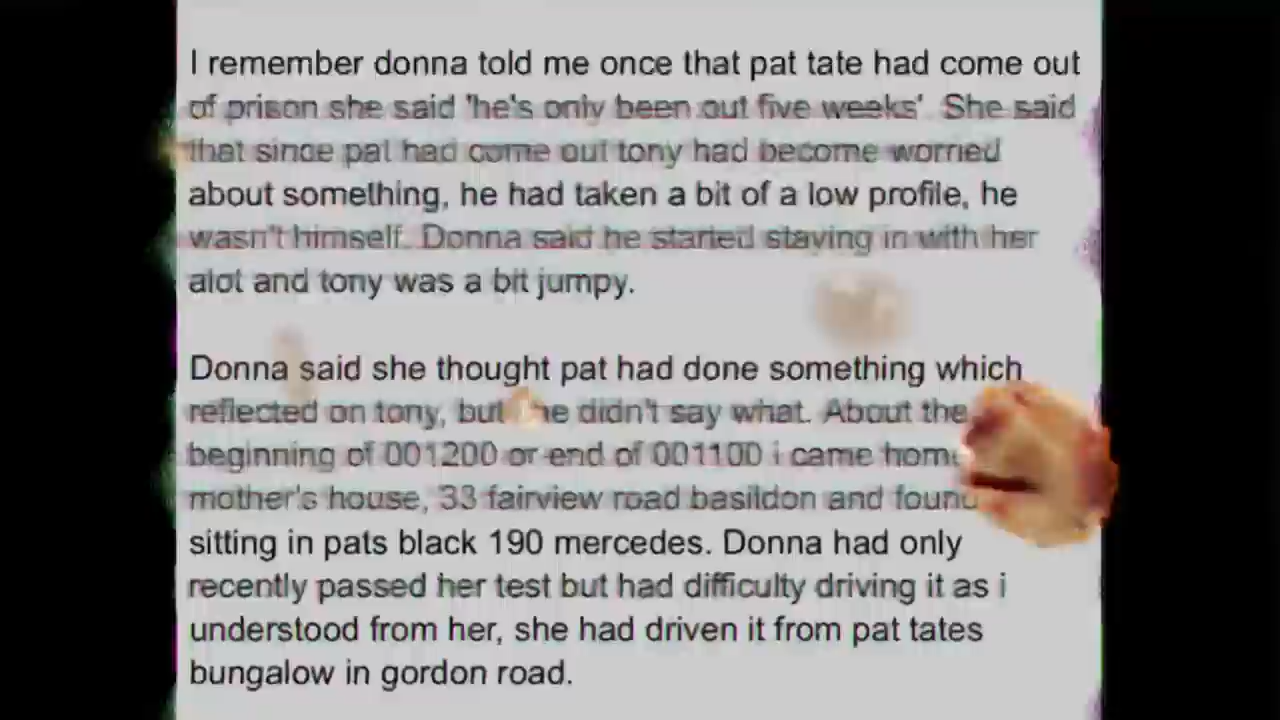 I remember donna told me once that pat tate had come out
of prison she said 'he's only been out five weeks'. She said
that since pat had come out tony had become worried
about something, he had taken a bit of a low profile, he
wasn't himself. Donna said he started staying in with her
alot and tony was a bit jumpy.
Donna said she thought pat had done something which
reflected on tony, but didn't say what. About the
beginning of 001200 or end of 001100 i came
mother's house, 33 fairview road basildon and found
sitting in pats black 190 mercedes. Donna had only
recently passed her test but had difficulty driving it as i
understood from her, she had driven it from pat tates
bungalow in gordon road.